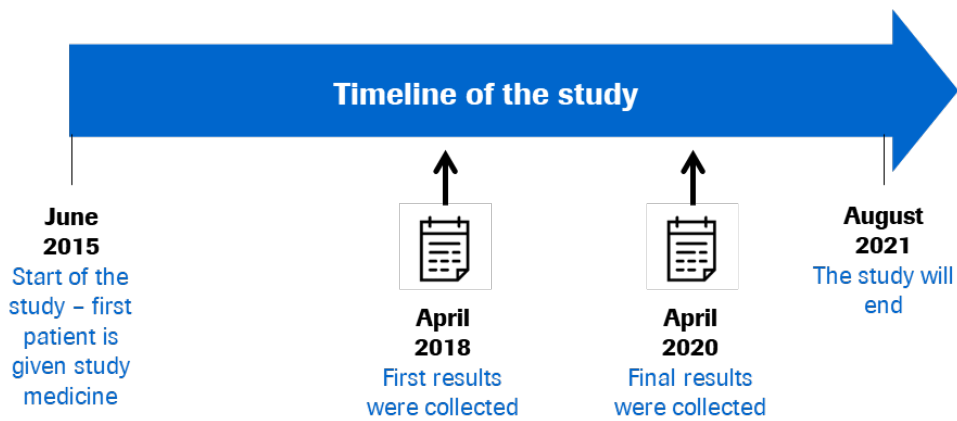 Timeline of the study
June
2015
Start of the
study – first
patient is
given study
medicine
April
2018
First results
were collected
April
2020
Final results
were collected
August
2021
The study will
end